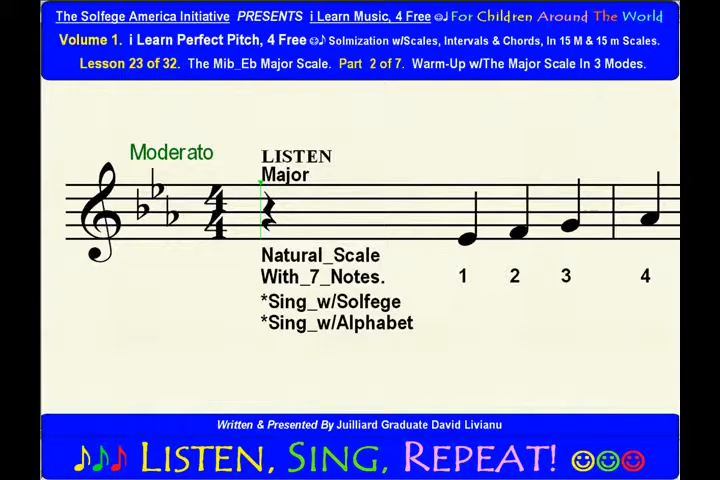 The Solfege America Initiative PRESENTS i Learn Music, 4 Free ☺♪ For Children Around The World
Volume 1. i Learn Perfect Pitch, 4 Free ☺♪ Solmization w/Scales, Intervals & Chords, In 15 M & 15 m Scales.
Lesson 23 of 32. The Mib_Eb Major Scale. Part 2 of 7. Warm-Up w/The Major Scale In 3 Modes.
Moderato
LISTEN
Major
4
4
Natural_Scale
With_7_Notes.
1 2 3 4
*Sing_w/Solfege
*Sing_w/Alphabet
Written & Presented By Juilliard Graduate David Livianu
♪♪♪ LISTEN, SING, REPEAT! ☺☺☺